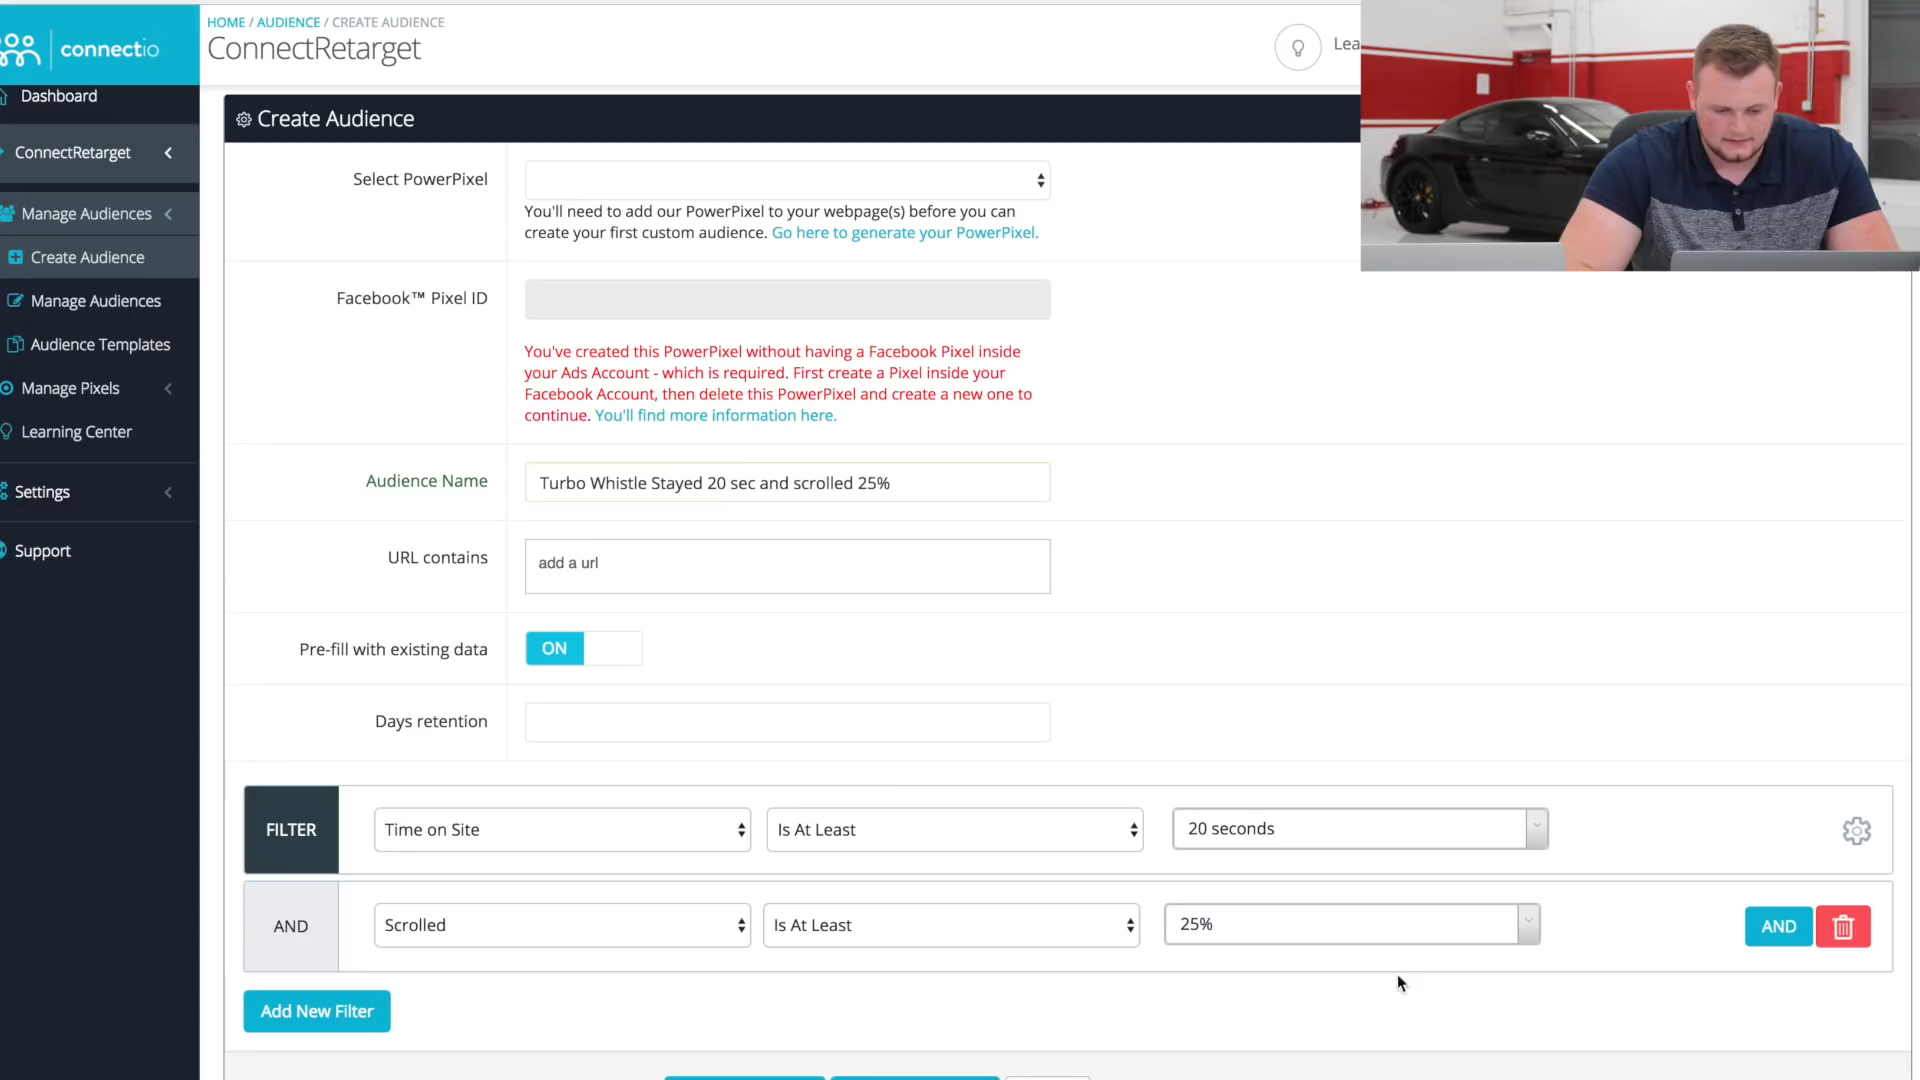 HOME / AUDIENCE / CREATE AUDIENCE
ConnectRetarget
connectio
Lea
Dashboard
ConnectRetarget
Manage Audiences
Create Audience
Manage Audiences
Audience Templates
Manage Pixels
Learning Center
Settings
Support
Create Audience
Select PowerPixel
You'll need to add our PowerPixel to your webpage(s) before you can
create your first custom audience. Go here to generate your PowerPixel.
Facebook™ Pixel ID
You've created this PowerPixel without having a Facebook Pixel inside
your Ads Account - which is required. First create a Pixel inside your
Facebook Account, then delete this PowerPixel and create a new one to
continue. You'll find more information here.
Audience Name
Turbo Whistle Stayed 20 sec and scrolled 25%
URL contains
add a url
Pre-fill with existing data
ON
Days retention
FILTER
Time on Site
Is At Least
20 seconds
AND
Scrolled
Is At Least
25%
AND
Add New Filter